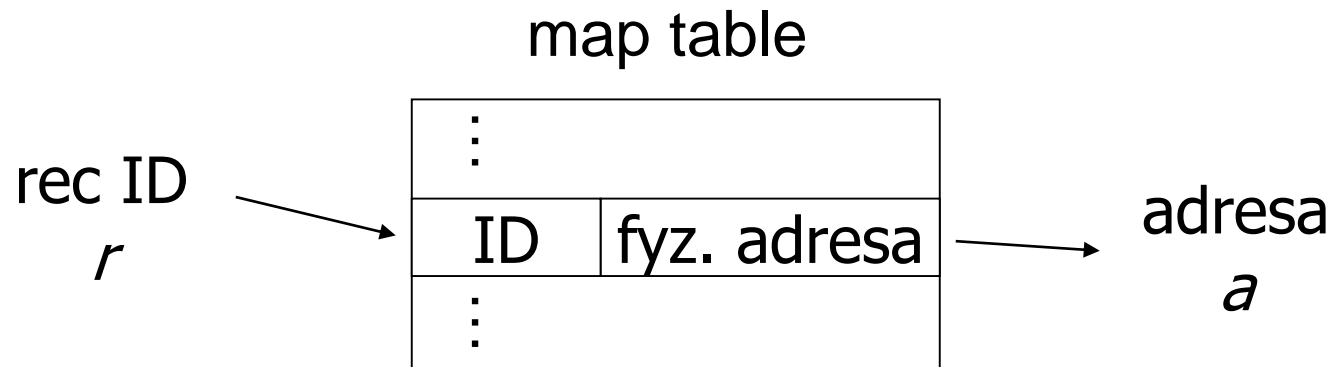 map table
⋮
rec ID
r
ID fyz. adresa
adresa
a
⋮